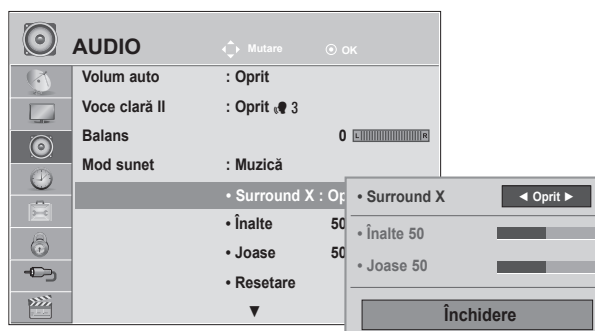 AUDIO
Mutare
OK
Volum auto : Oprit
Voce clară II : Oprit 3
Balans 0 L R
Mod sunet : Muzică
• Surround X : Op
• Înalte 50
• Joase 50
• Resetare
▼
• Surround X ◄ Oprit ►
• Înalte 50
• Joase 50
Închidere